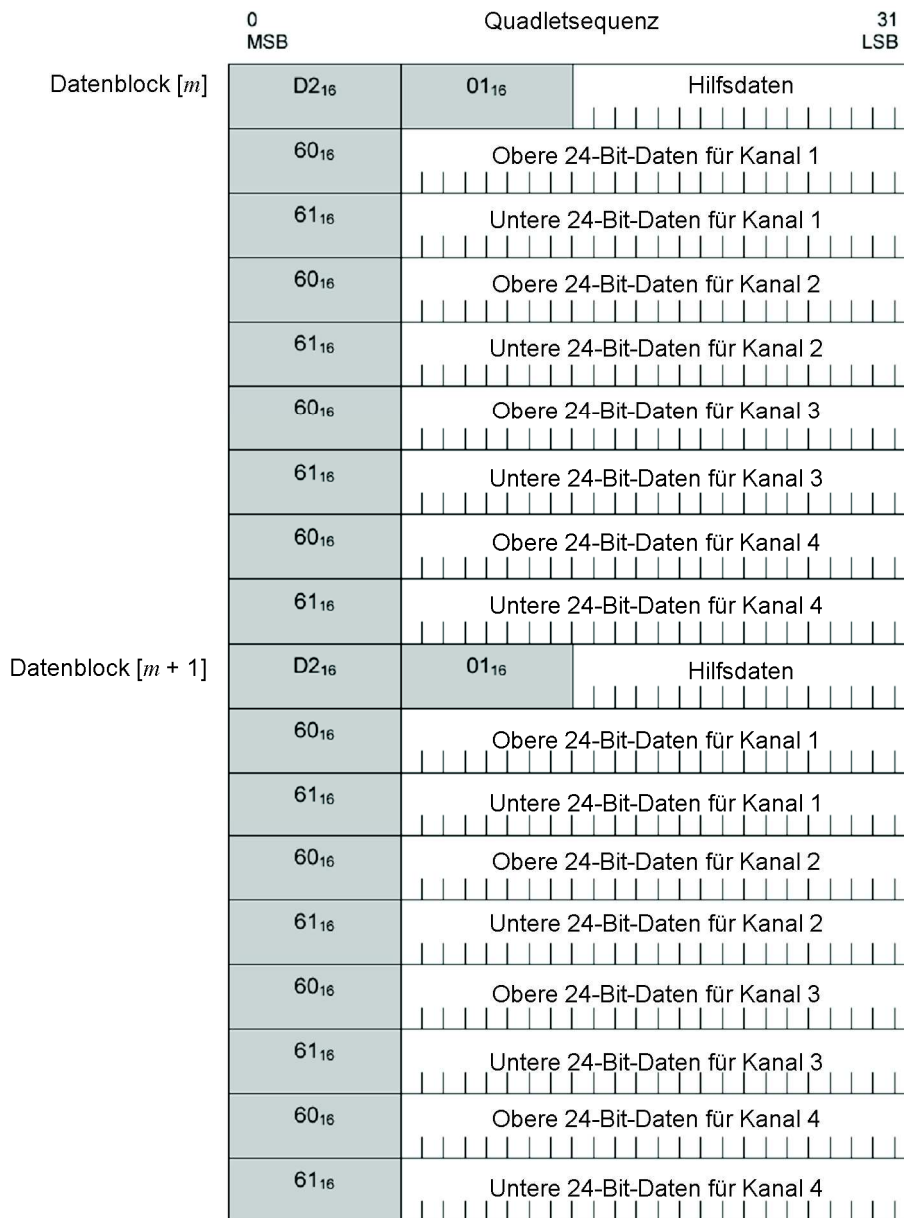 0 Quadletsequenz 31
MSB LSB
Datenblock [m] D2₁₆ 01₁₆ Hilfsdaten
60₁₆ Obere 24-Bit-Daten für Kanal 1
61₁₆ Untere 24-Bit-Daten für Kanal 1
60₁₆ Obere 24-Bit-Daten für Kanal 2
61₁₆ Untere 24-Bit-Daten für Kanal 2
60₁₆ Obere 24-Bit-Daten für Kanal 3
61₁₆ Untere 24-Bit-Daten für Kanal 3
60₁₆ Obere 24-Bit-Daten für Kanal 4
61₁₆ Untere 24-Bit-Daten für Kanal 4
Datenblock [m + 1] D2₁₆ 01₁₆ Hilfsdaten
60₁₆ Obere 24-Bit-Daten für Kanal 1
61₁₆ Untere 24-Bit-Daten für Kanal 1
60₁₆ Obere 24-Bit-Daten für Kanal 2
61₁₆ Untere 24-Bit-Daten für Kanal 2
60₁₆ Obere 24-Bit-Daten für Kanal 3
61₁₆ Untere 24-Bit-Daten für Kanal 3
60₁₆ Obere 24-Bit-Daten für Kanal 4
61₁₆ Untere 24-Bit-Daten für Kanal 4